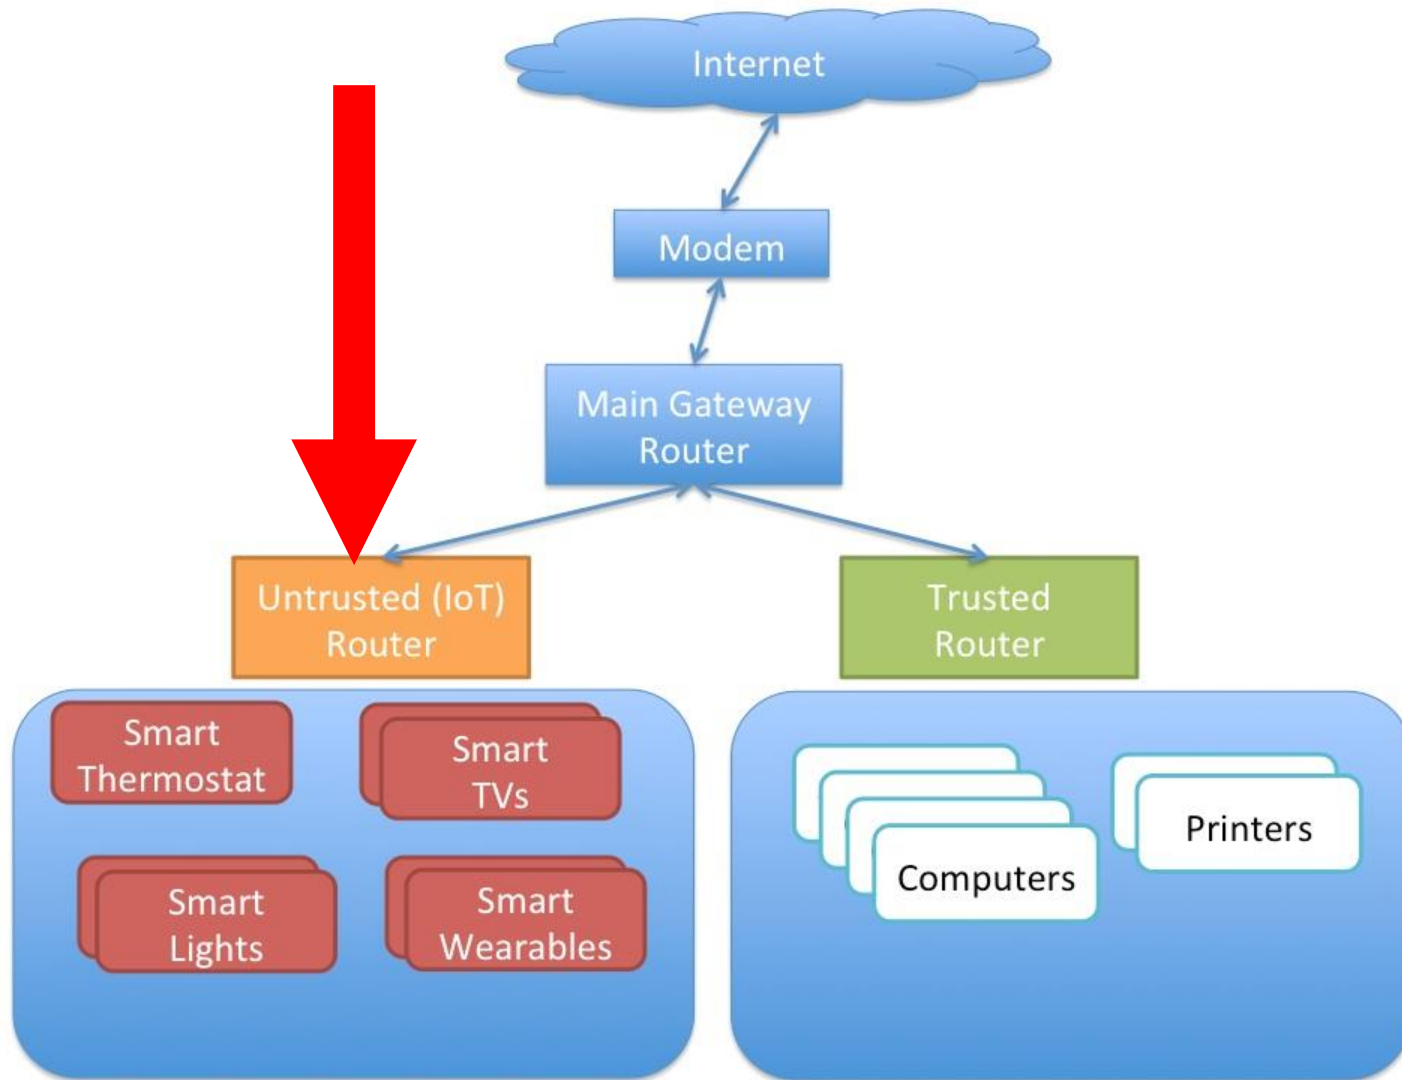 Internet
Modem
Main Gateway
Router
Untrusted (IoT)
Router
Trusted
Router
Smart
Thermostat
Smart
TVs
Smart
Lights
Smart
Wearables
Computers
Printers